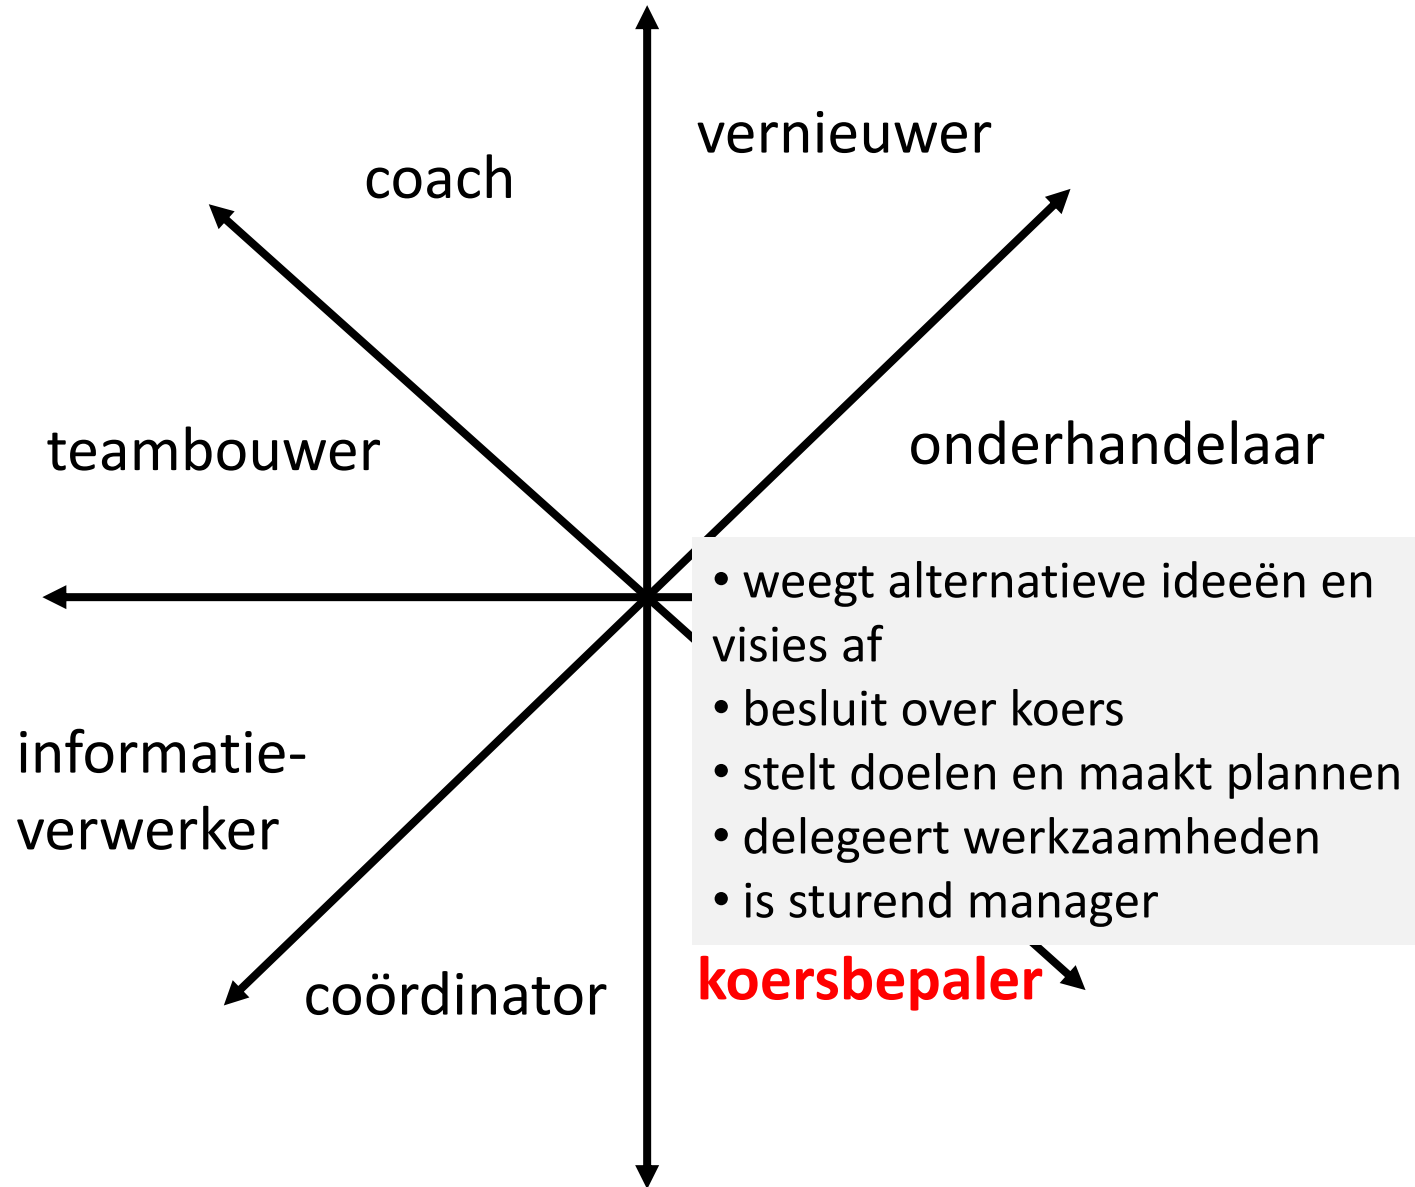 vernieuwer
coach
teambouwer
onderhandelaar
• weegt alternatieve ideeën en
visies af
• besluit over koers
• stelt doelen en maakt plannen
• delegeert werkzaamheden
• is sturend manager
informatie-
verwerker
coördinator
koersbepaler